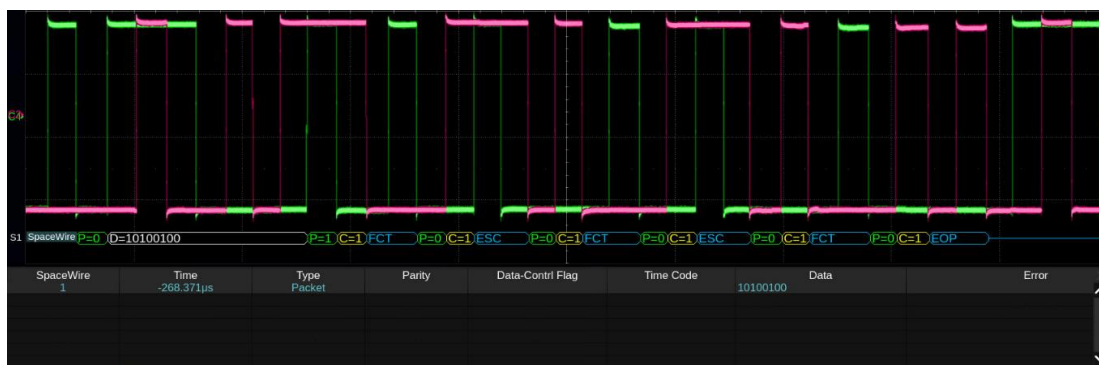 S1 SpaceWire P=0 D=10100100 P=1 C=1 FCT P=0 C=1 ESC P=0 C=1 FCT P=0 C=1 ESC P=0 C=1 FCT P=0 C=1 EOP
SpaceWire Time Type Parity Data-Contrl Flag Time Code Data Error
1 -268.371µs Packet 10100100